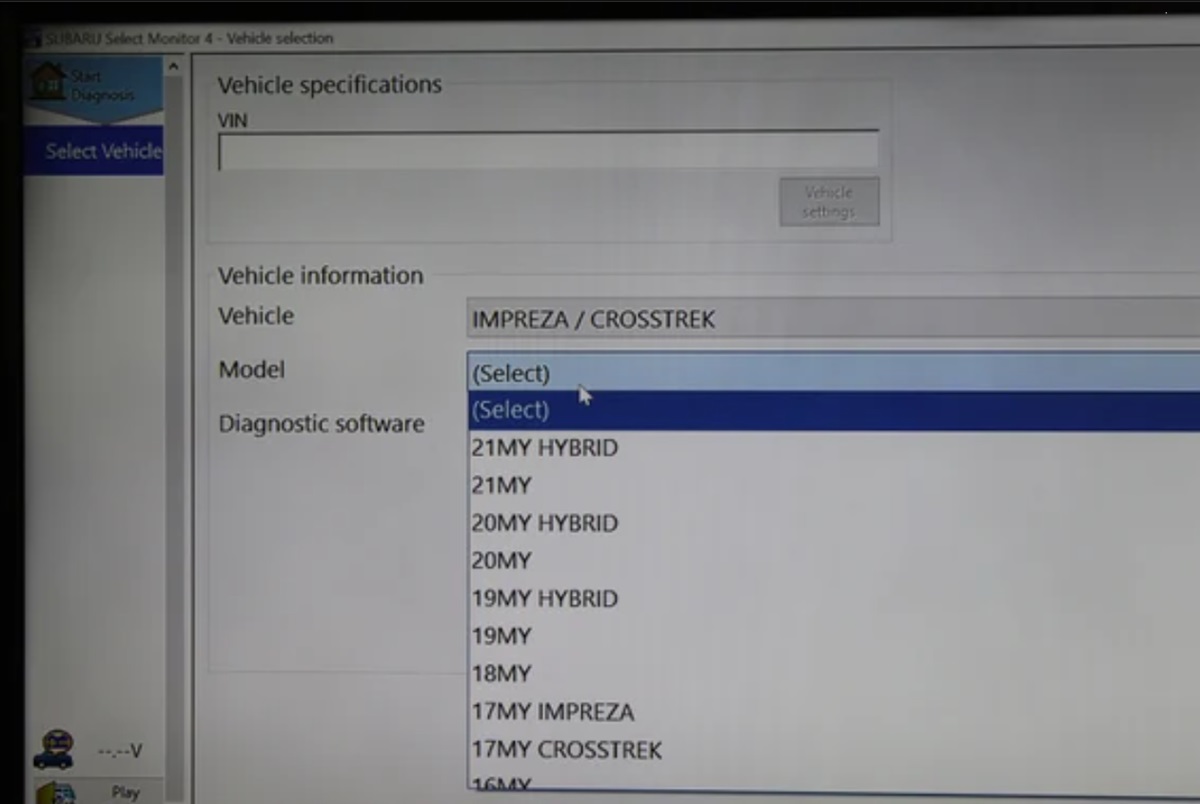 SUBARU Select Monitor 4 - Vehicle selection
Start
Diagnosis
Select Vehicle
Vehicle specifications
VIN
Vehicle
settings
Vehicle information
Vehicle
IMPREZA / CROSSTREK
Model
(Select)
(Select)
Diagnostic software
21MY HYBRID
21MY
20MY HYBRID
20MY
19MY HYBRID
19MY
18MY
17MY IMPREZA
17MY CROSSTREK
16MY
--.--V
Play